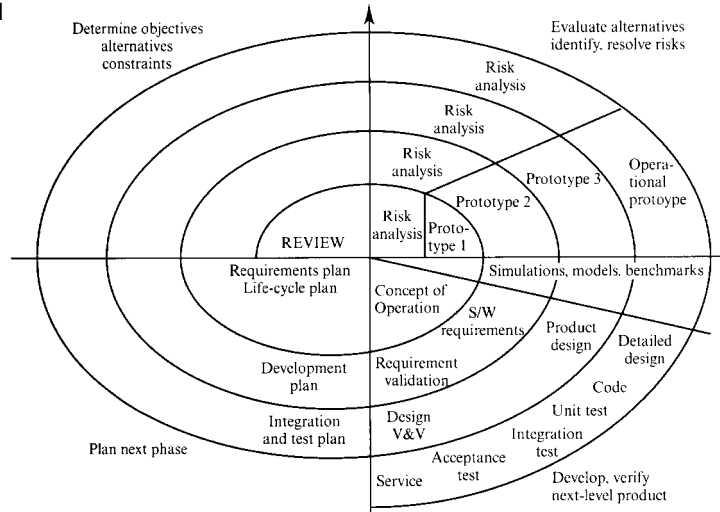 Determine objectives
alternatives
constraints
Evaluate alternatives
identify, resolve risks
Risk
analysis
Risk
analysis
Risk
analysis
Risk
analysis
Opera-
tional
protoype
Prototype 3
Prototype 2
Proto-
type 1
REVIEW
Requirements plan
Life-cycle plan
Simulations, models, benchmarks
Concept of
Operation
S/W
requirements
Product
design
Detailed
design
Development
plan
Requirement
validation
Code
Unit test
Integration
and test plan
Design
V&V
Integration
test
Acceptance
test
Plan next phase
Service
Develop, verify
next-level product